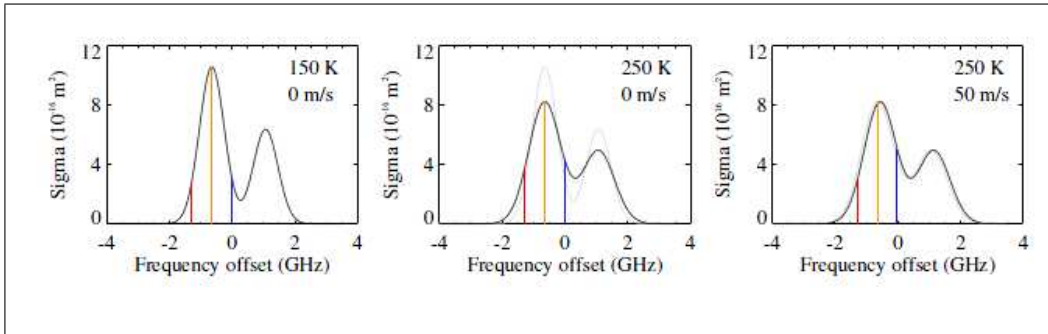 12
8
4
0
Sigma (10⁻¹⁶ m²)
150 K
0 m/s
-4 -2 0 2 4
Frequency offset (GHz)
12
8
4
0
Sigma (10⁻¹⁶ m²)
250 K
0 m/s
-4 -2 0 2 4
Frequency offset (GHz)
12
8
4
0
Sigma (10⁻¹⁶ m²)
250 K
50 m/s
-4 -2 0 2 4
Frequency offset (GHz)